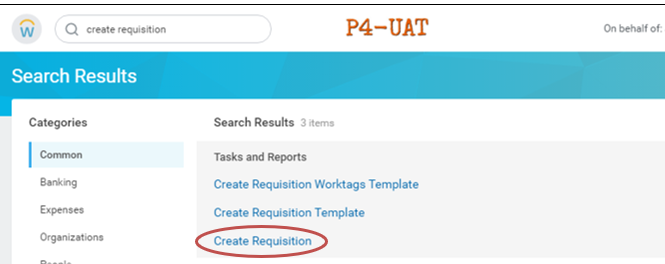 w
create requisition
P4-UAT
On behalf of:
Search Results
Categories
Common
Banking
Expenses
Organizations
People
Search Results 3 items
Tasks and Reports
Create Requisition Worktags Template
Create Requisition Template
Create Requisition